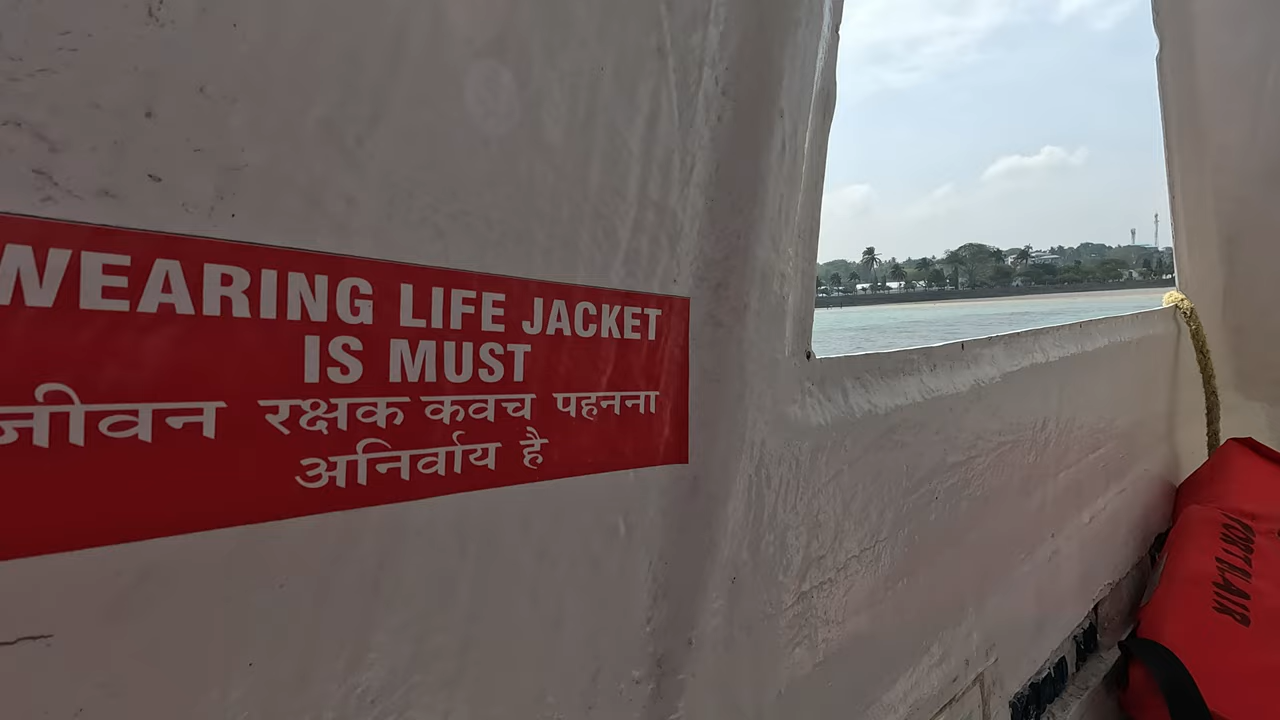 WEARING LIFE JACKET
IS MUST
जीवन रक्षक कवच पहनना
अनिर्वाय है